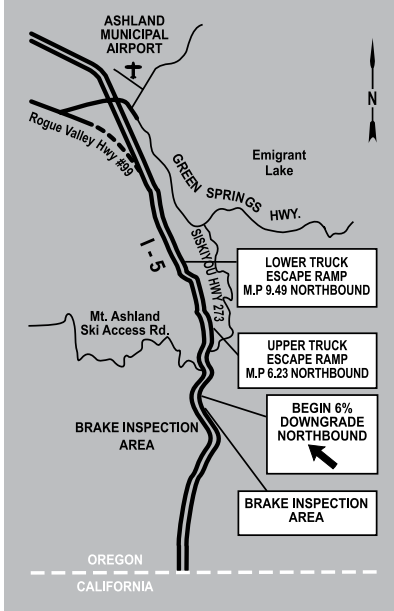 ASHLAND
MUNICIPAL
AIRPORT
N
Rogue Valley Hwy #99
GREEN SPRINGS HWY.
Emigrant
Lake
SISKIYOU HWY 273
I - 5
LOWER TRUCK
ESCAPE RAMP
M.P 9.49 NORTHBOUND
Mt. Ashland
Ski Access Rd.
UPPER TRUCK
ESCAPE RAMP
M.P 6.23 NORTHBOUND
BEGIN 6%
DOWNGRADE
NORTHBOUND
BRAKE INSPECTION
AREA
BRAKE INSPECTION
AREA
OREGON
CALIFORNIA